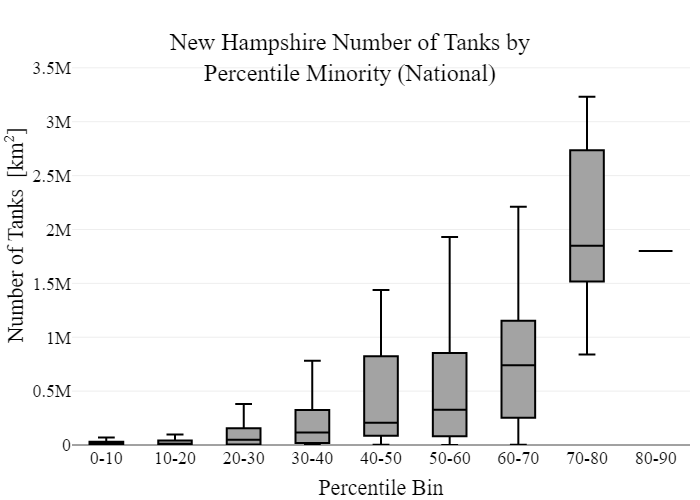 New Hampshire Number of Tanks by
Percentile Minority (National)
Number of Tanks [km²]
3.5M
3M
2.5M
2M
1.5M
1M
0.5M
0
0-10 10-20 20-30 30-40 40-50 50-60 60-70 70-80 80-90
Percentile Bin